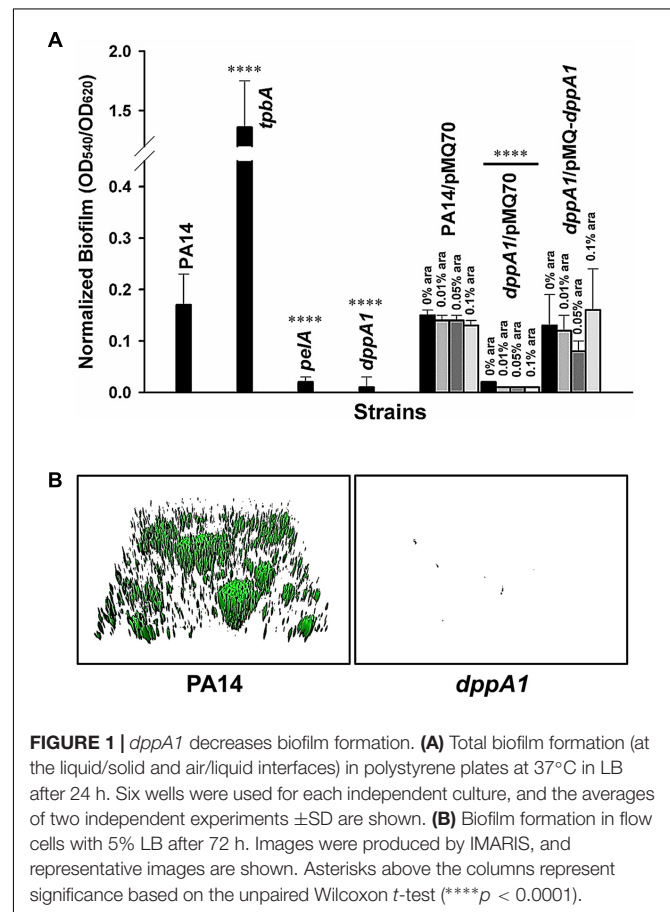 A
Normalized Biofilm (OD540/OD620)
2.0
1.5
0.4
0.3
0.2
0.1
0.0
PA14
****
tpbA
****
pelA
****
dppA1
PA14/pMQ70
0% ara
0.01% ara
0.05% ara
0.1% ara
****
dppA1/pMQ70
0% ara
0.01% ara
0.05% ara
0.1% ara
dppA1/pMQ-dppA1
0% ara
0.01% ara
0.05% ara
0.1% ara
Strains
B
PA14
dppA1
FIGURE 1 | dppA1 decreases biofilm formation. (A) Total biofilm formation (at
the liquid/solid and air/liquid interfaces) in polystyrene plates at 37°C in LB
after 24 h. Six wells were used for each independent culture, and the averages
of two independent experiments ±SD are shown. (B) Biofilm formation in flow
cells with 5% LB after 72 h. Images were produced by IMARIS, and
representative images are shown. Asterisks above the columns represent
significance based on the unpaired Wilcoxon t-test (****p < 0.0001).